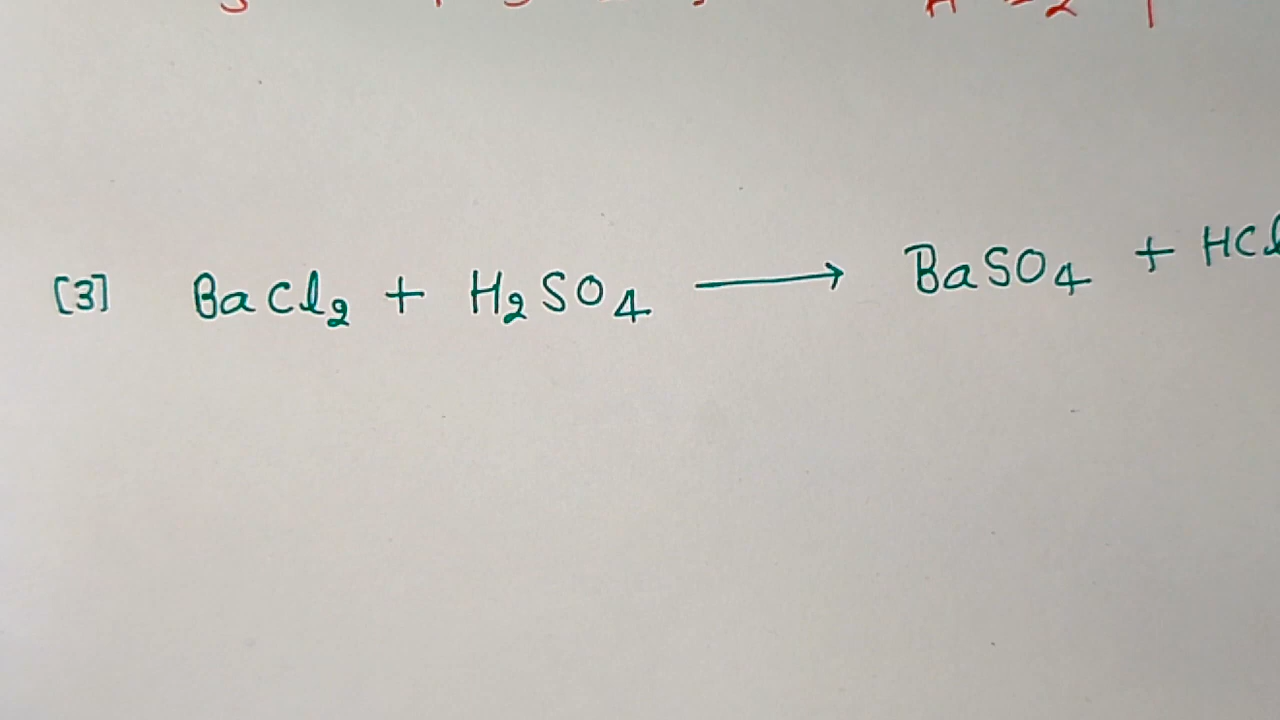 [3] BaCl₂ + H₂SO₄ ⟶ BaSO₄ + HCl